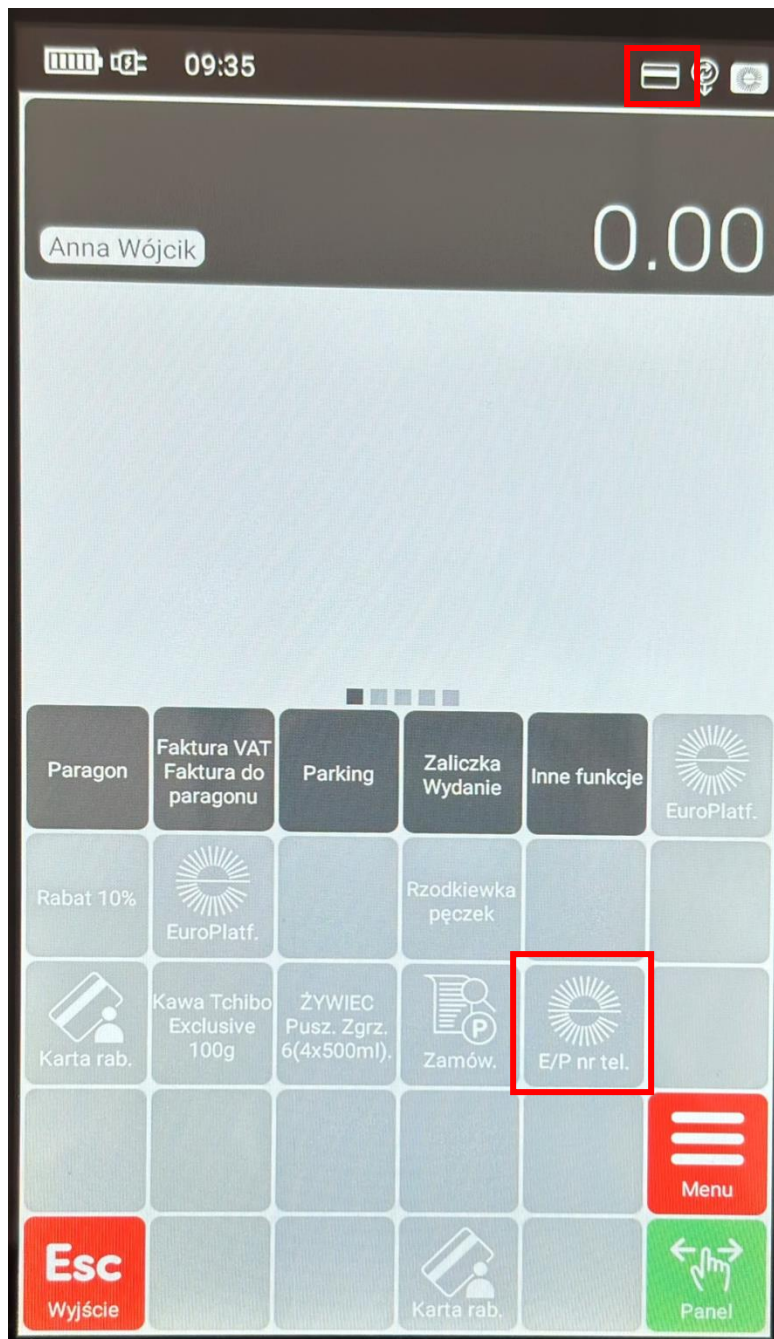 09:35
0.00
Anna Wójcik
Paragon
Faktura VAT
Faktura do
paragonu
Parking
Zaliczka
Wydanie
Inne funkcje
EuroPlatf.
Rabat 10%
EuroPlatf.
Rzodkiewka
pęczek
Karta rab.
Kawa Tchibo
Exclusive
100g
ŻYWIEC
Pusz. Zgrz.
6(4x500ml).
P
Zamów.
E/P nr tel.
Menu
Esc
Wyjście
Karta rab.
Panel